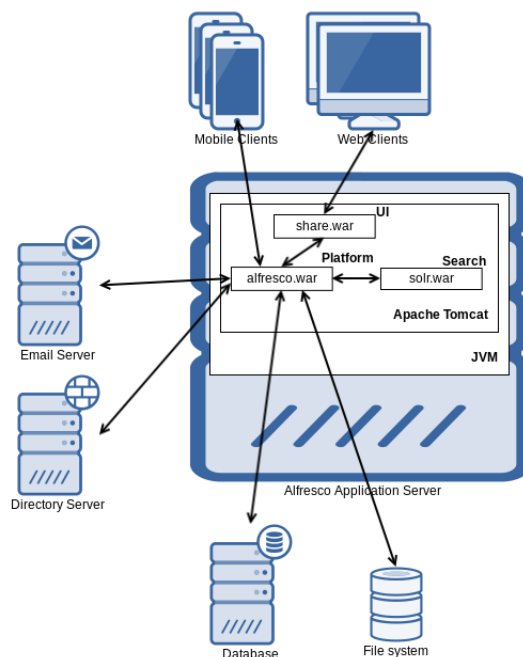 Mobile Clients
Web Clients
UI
share.war
Platform
Search
alfresco.war
solr.war
Apache Tomcat
JVM
Email Server
Directory Server
Alfresco Application Server
Database
File system